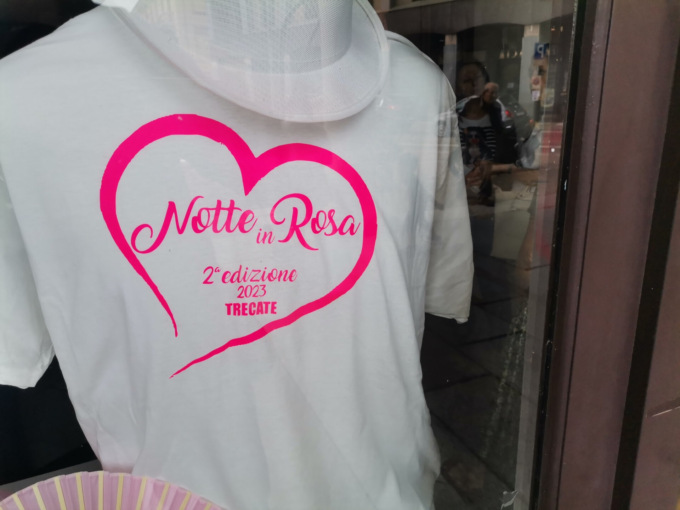 Notte in Rosa
2ª edizione
2023
TRECATE